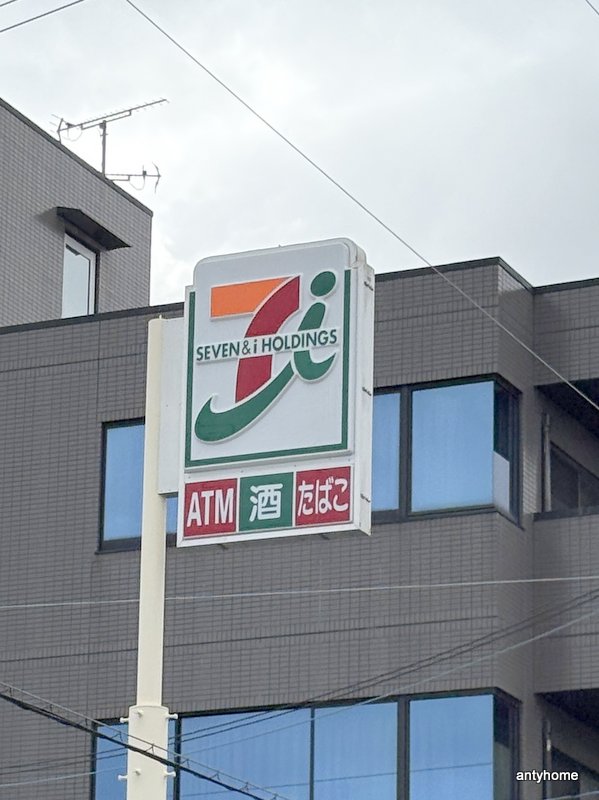 SEVEN & i HOLDINGS
ATM 酒 たばこ
antyhome